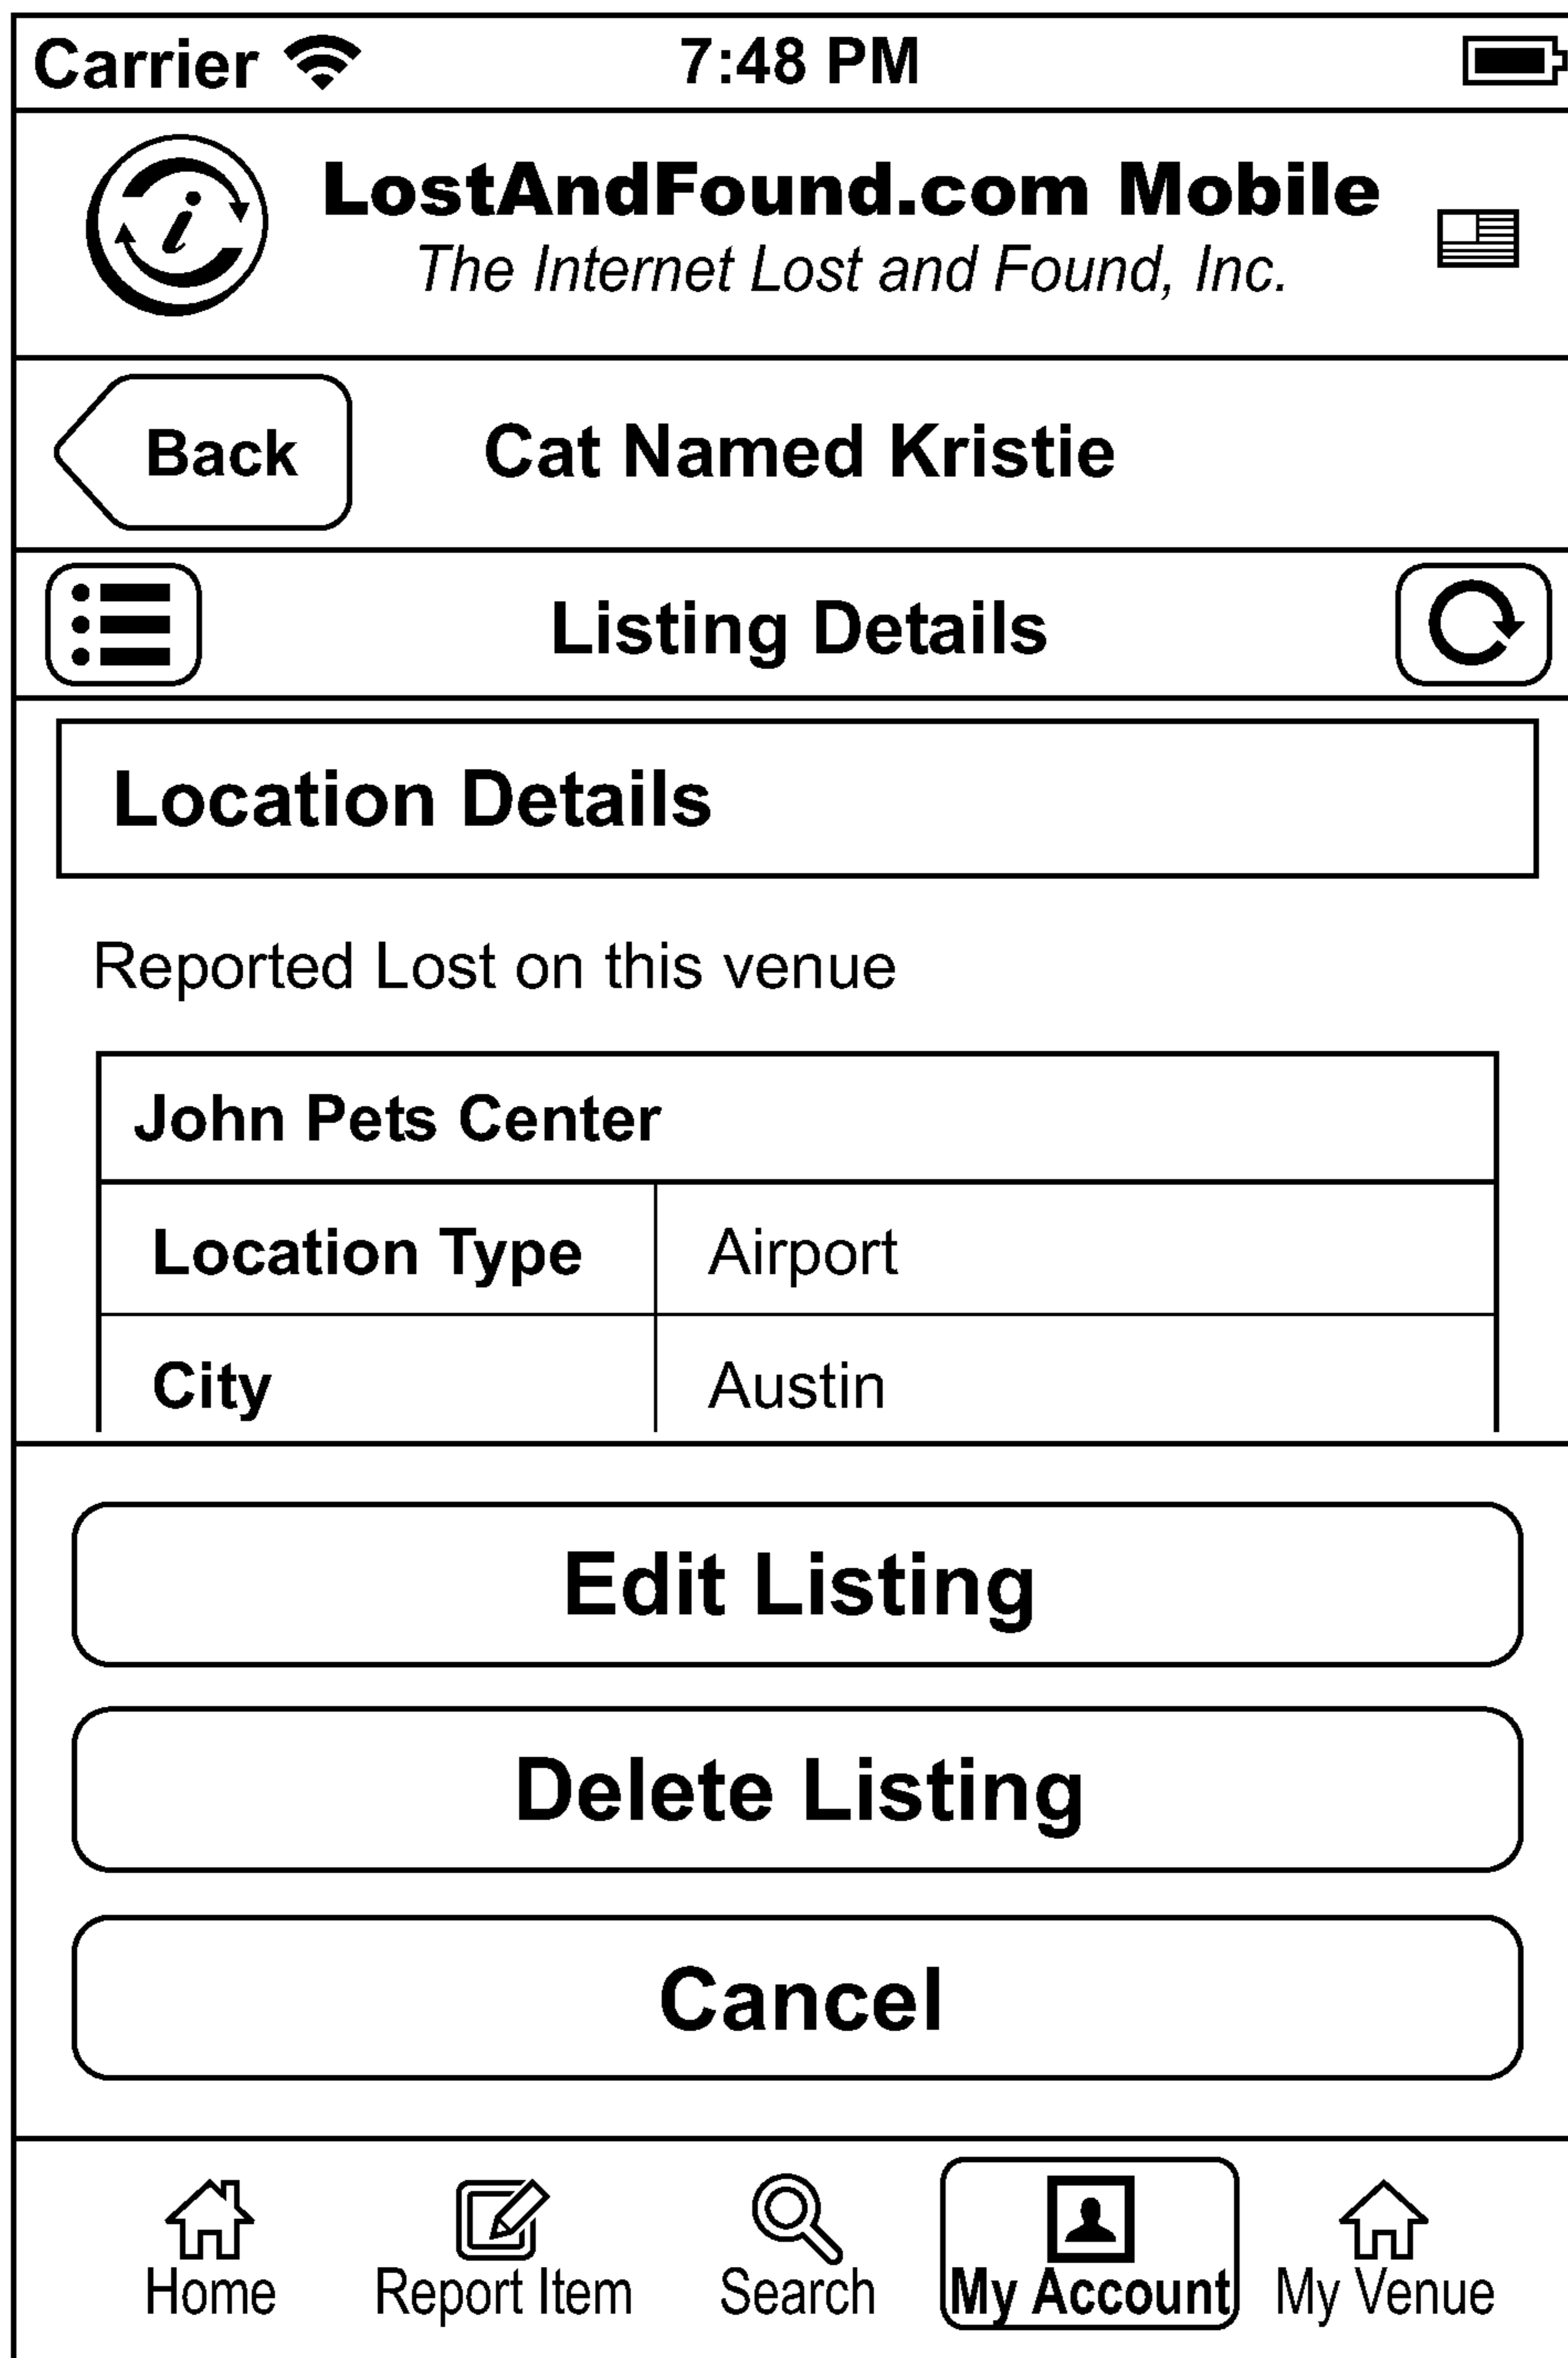 Carrier 7:48 PM
LostAndFound.com Mobile
The Internet Lost and Found, Inc.
Back Cat Named Kristie
Listing Details
Location Details
Reported Lost on this venue
John Pets Center
Location Type Airport
City Austin
Edit Listing
Delete Listing
Cancel
Home Report Item Search My Account My Venue